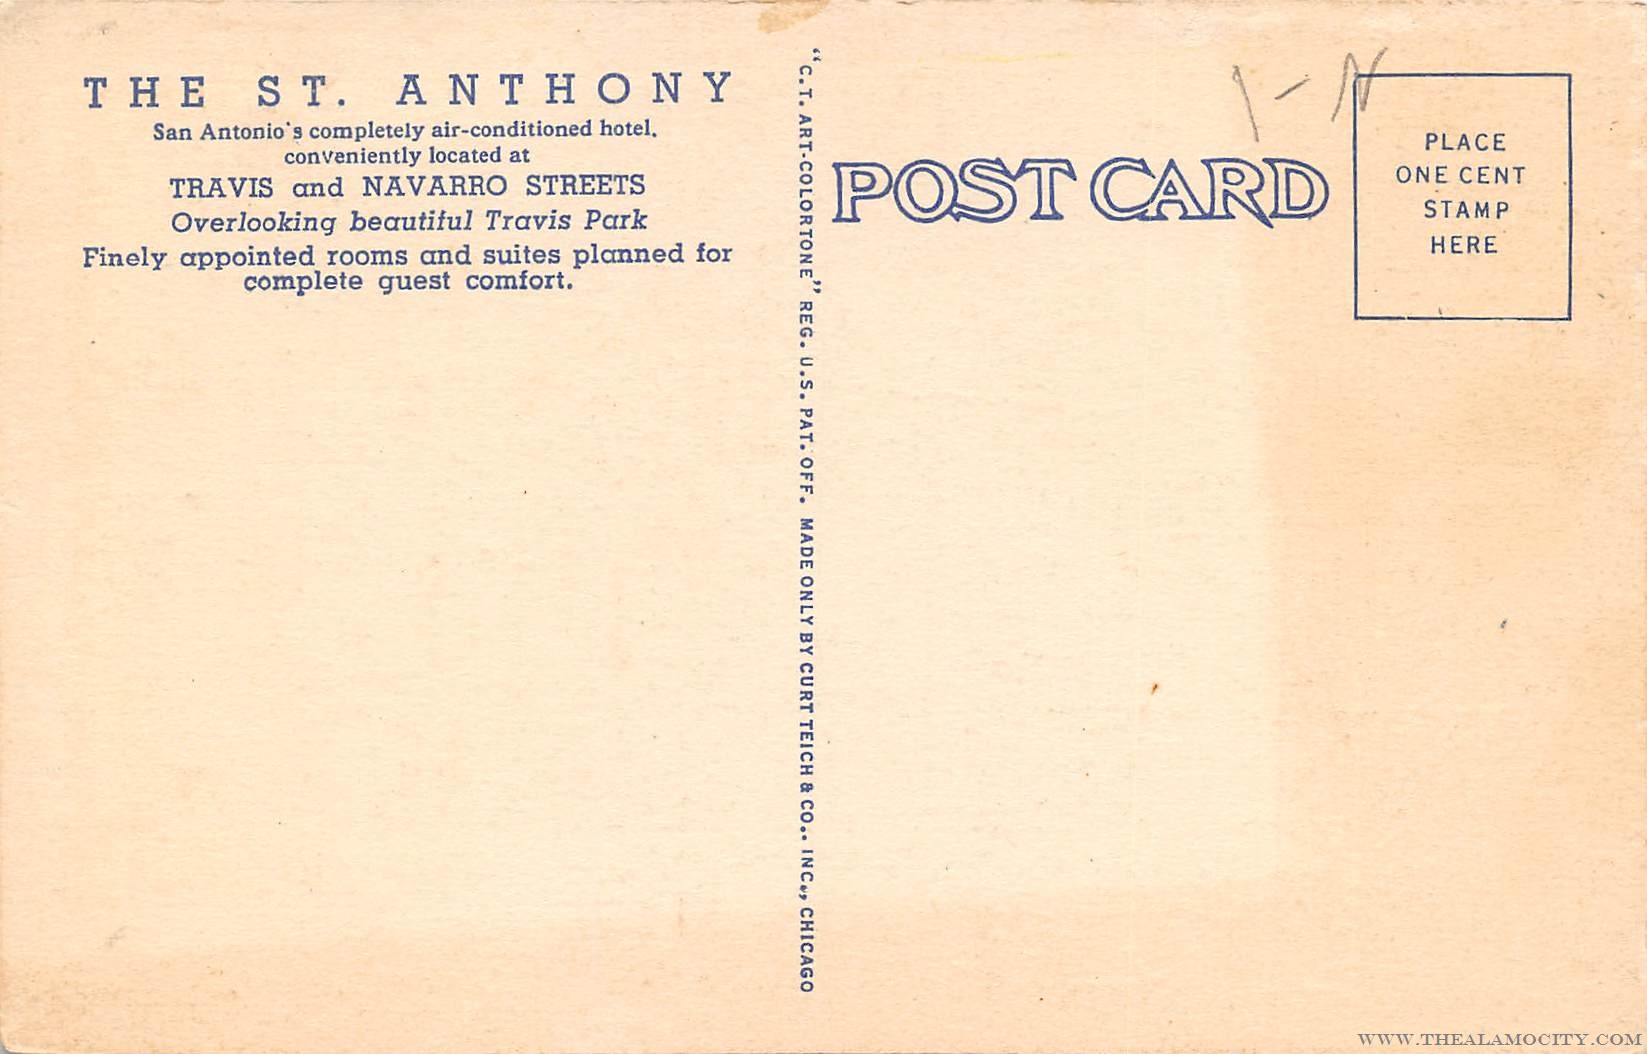 THE ST. ANTHONY
San Antonio's completely air-conditioned hotel,
conveniently located at
TRAVIS and NAVARRO STREETS
Overlooking beautiful Travis Park
Finely appointed rooms and suites planned for
complete guest comfort.
"C.T. ART-COLORTONE" REG. U.S. PAT. OFF. MADE ONLY BY CURT TEICH & CO., INC., CHICAGO
1-N
POST CARD
PLACE
ONE CENT
STAMP
HERE
WWW.THEALAMOCITY.COM